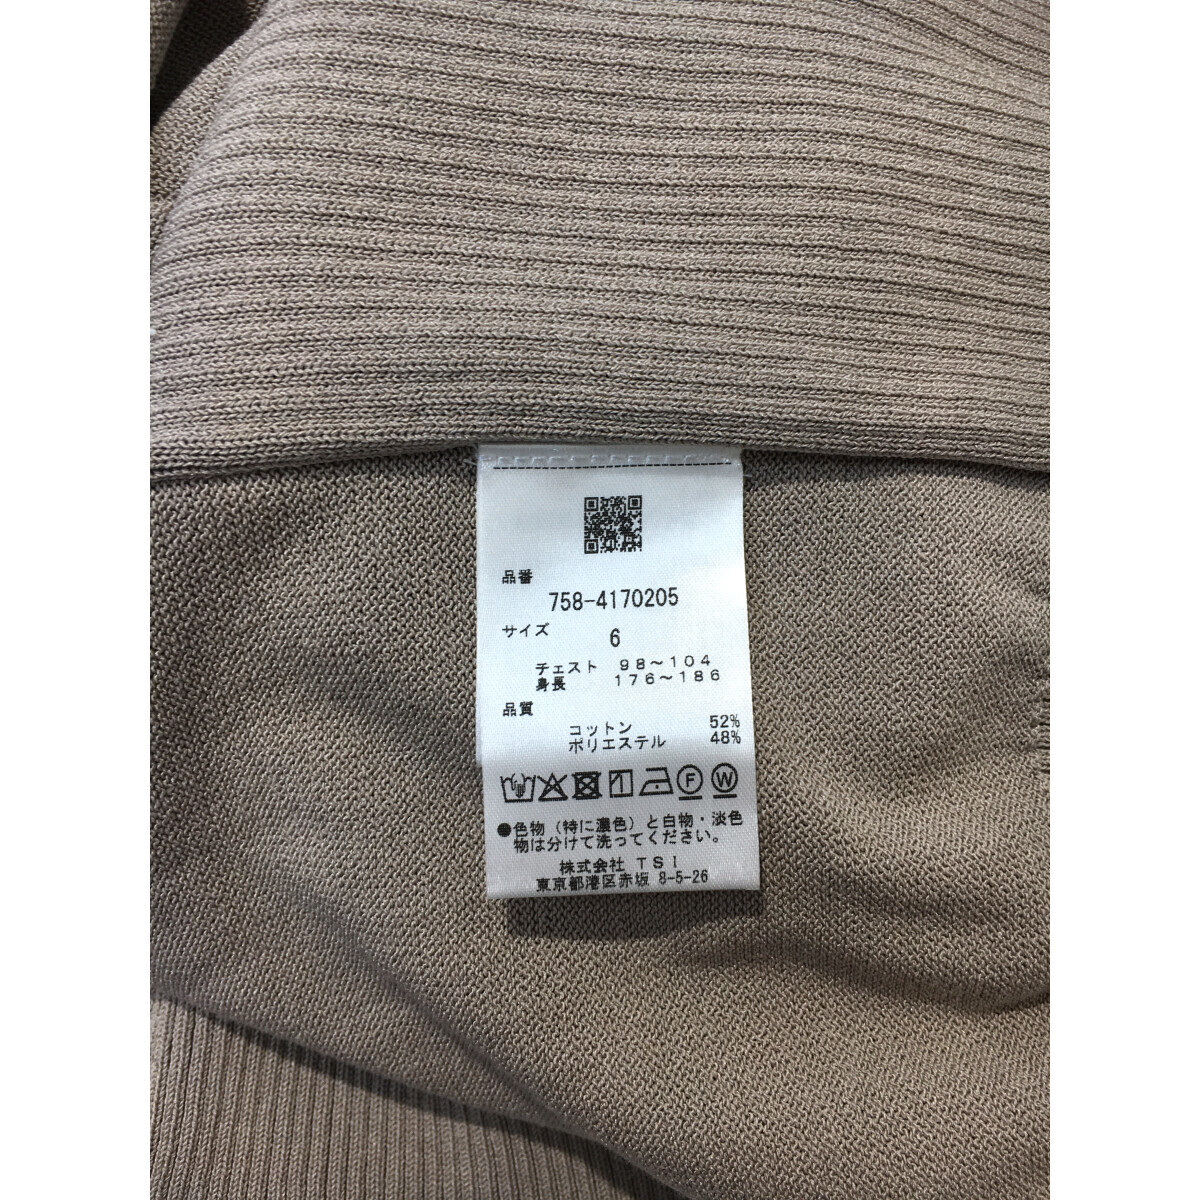 品番
758-4170205
サイズ
6
チェスト 98～104
身長 176～186
品質
コットン 52%
ポリエステル 48%
F W
●色物（特に濃色）と白物・淡色
物は分けて洗ってください。
株式会社 TSI
東京都港区赤坂 8-5-26